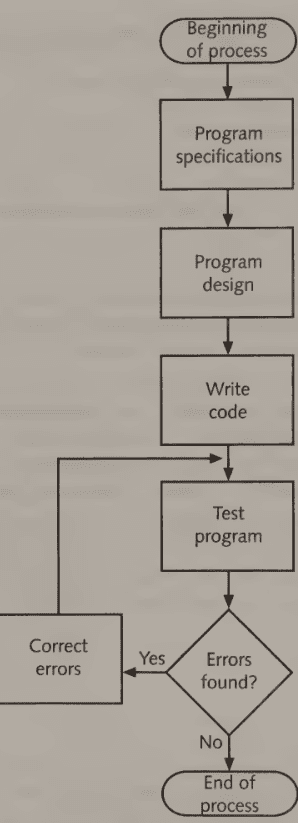 Beginning
of process
Program
specifications
Program
design
Write
code
Test
program
Correct
errors
Yes
Errors
found?
No
End of
process